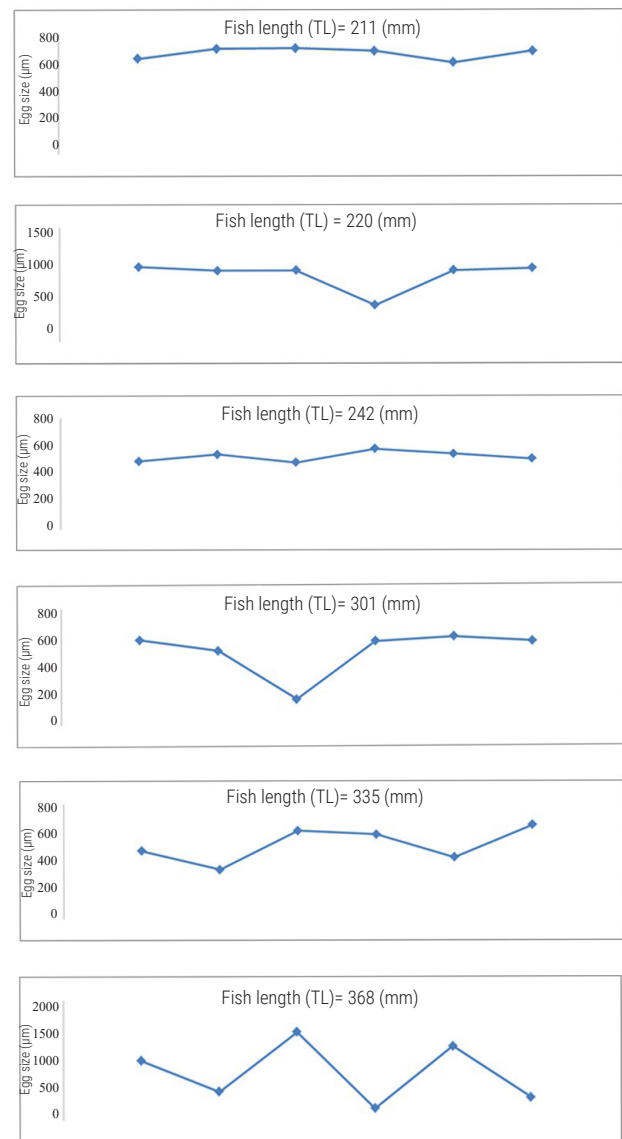 Fish length (TL)= 211 (mm)
Egg size (µm)
800
600
400
200
0
Fish length (TL) = 220 (mm)
Egg size (µm)
1500
1000
500
0
Fish length (TL)= 242 (mm)
Egg size (µm)
800
600
400
200
0
Fish length (TL)= 301 (mm)
Egg size (µm)
800
600
400
200
0
Fish length (TL)= 335 (mm)
Egg size (µm)
800
600
400
200
0
Fish length (TL)= 368 (mm)
Egg size (µm)
2000
1500
1000
500
0